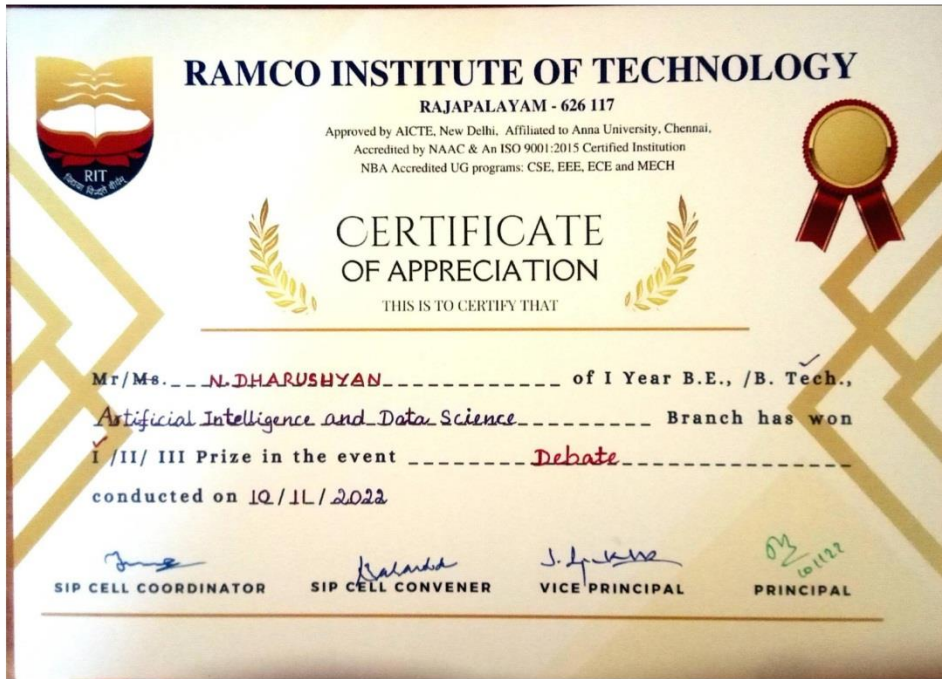 RAMCO INSTITUTE OF TECHNOLOGY
RAJAPALAYAM - 626 117
Approved by AICTE, New Delhi, Affiliated to Anna University, Chennai,
Accredited by NAAC & An ISO 9001:2015 Certified Institution
NBA Accredited UG programs: CSE, EEE, ECE and MECH
RIT
CERTIFICATE
OF APPRECIATION
THIS IS TO CERTIFY THAT
Mr/Ms. N. DHARUSHYAN of I Year B.E., /B. Tech.,
Artificial Intelligence and Data Science Branch has won
I /II/ III Prize in the event Debate
conducted on 10/11/2022
SIP CELL COORDINATOR SIP CELL CONVENER VICE PRINCIPAL PRINCIPAL